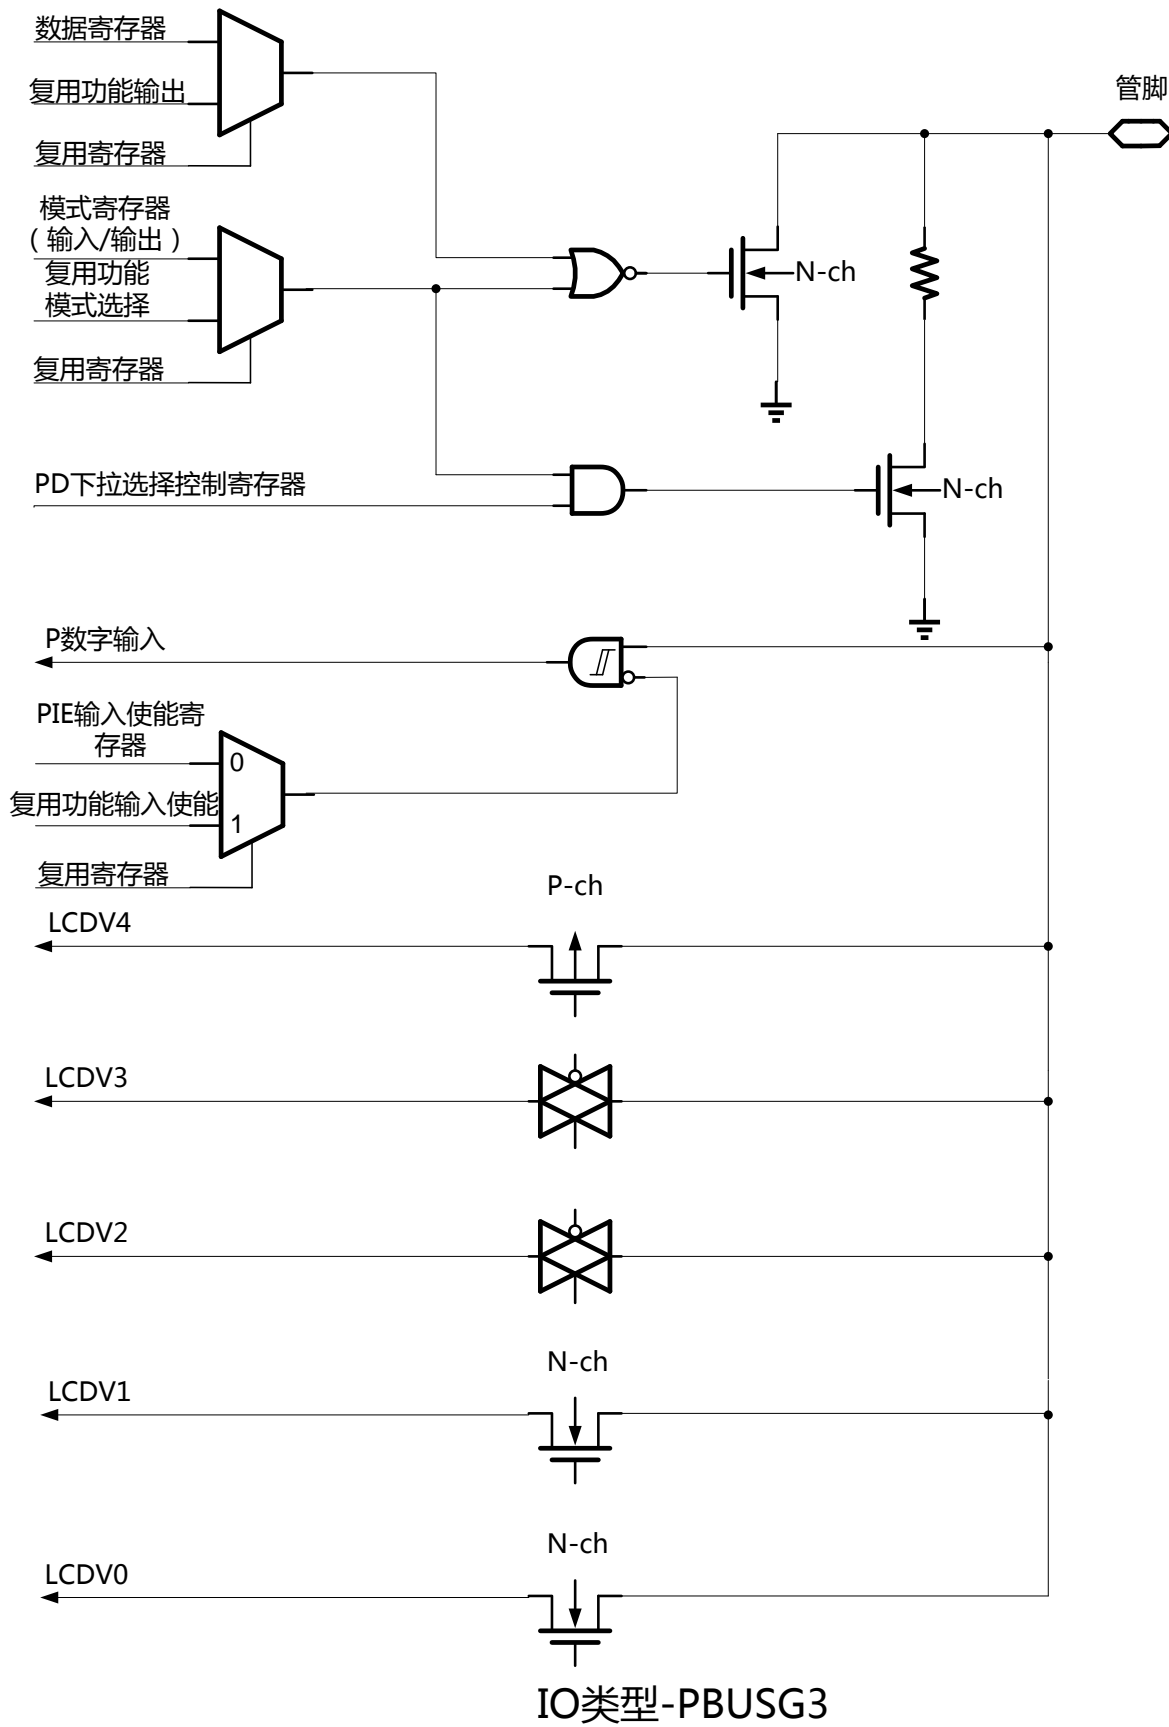 数据寄存器
管脚
复用功能输出
复用寄存器
模式寄存器
（输入/输出）
复用功能
模式选择
N-ch
复用寄存器
PD下拉选择控制寄存器
N-ch
P数字输入
PIE输入使能寄
存器
0
复用功能输入使能
1
复用寄存器
P-ch
LCDV4
LCDV3
LCDV2
N-ch
LCDV1
N-ch
LCDV0
IO类型-PBUSG3